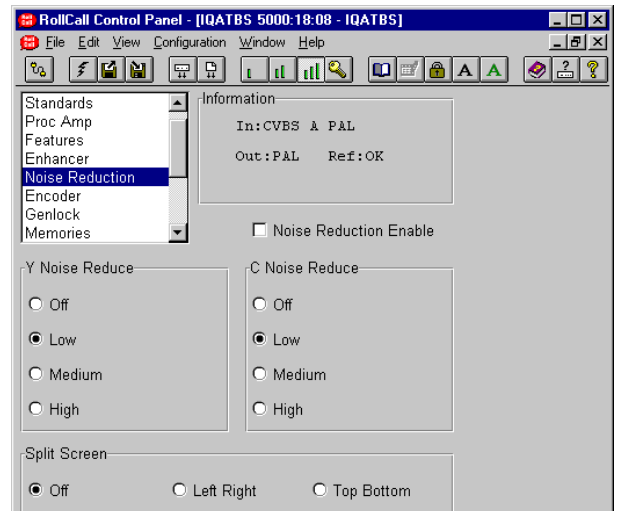 RollCall Control Panel - [IQATBS 5000:18:08 - IQATBS]
File Edit View Configuration Window Help
A A ? ?
Standards
Proc Amp
Features
Enhancer
Noise Reduction
Encoder
Genlock
Memories
Information
In:CVBS A PAL
Out:PAL Ref:OK
Noise Reduction Enable
Y Noise Reduce
Off
Low
Medium
High
C Noise Reduce
Off
Low
Medium
High
Split Screen
Off Left Right Top Bottom